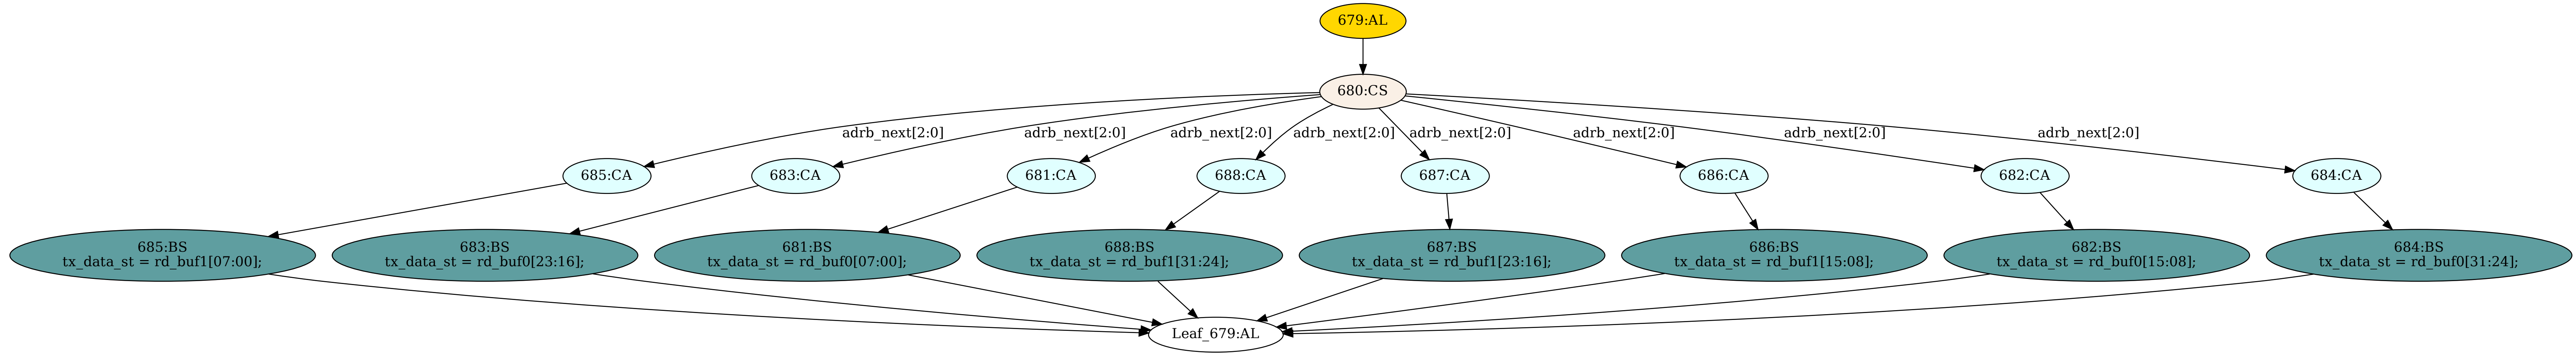 679:AL
680:CS
adrb_next[2:0]
adrb_next[2:0]
adrb_next[2:0]
adrb_next[2:0]
adrb_next[2:0]
adrb_next[2:0]
adrb_next[2:0]
adrb_next[2:0]
685:CA
683:CA
681:CA
688:CA
687:CA
686:CA
682:CA
684:CA
685:BS
tx_data_st = rd_buf1[07:00];
683:BS
tx_data_st = rd_buf0[23:16];
681:BS
tx_data_st = rd_buf0[07:00];
688:BS
tx_data_st = rd_buf1[31:24];
687:BS
tx_data_st = rd_buf1[23:16];
686:BS
tx_data_st = rd_buf1[15:08];
682:BS
tx_data_st = rd_buf0[15:08];
684:BS
tx_data_st = rd_buf0[31:24];
Leaf_679:AL